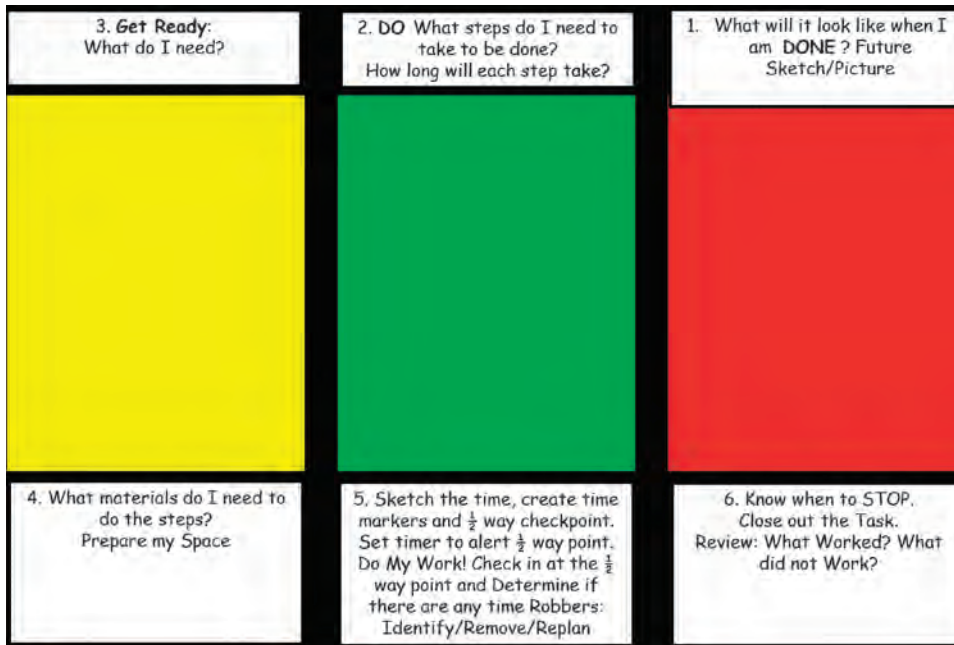 3. Get Ready:
What do I need?
2. DO What steps do I need to
take to be done?
How long will each step take?
1. What will it look like when I
am DONE ? Future
Sketch/Picture
4. What materials do I need to
do the steps?
Prepare my Space
5. Sketch the time, create time
markers and ½ way checkpoint.
Set timer to alert ½ way point.
Do My Work! Check in at the ½
way point and Determine if
there are any time Robbers:
Identify/Remove/Replan
6. Know when to STOP.
Close out the Task.
Review: What Worked? What
did not Work?